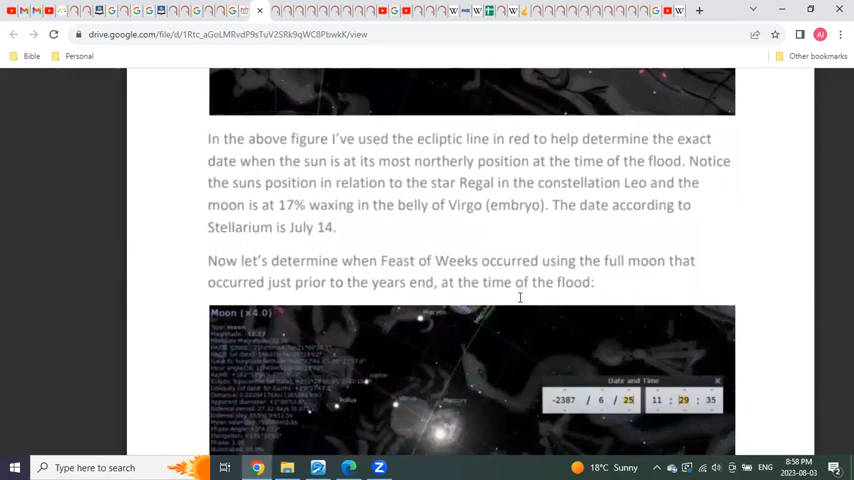 drive.google.com/file/d/1Rtc_aGoLMRvdP9sTuV2SRk9qWC8PbwkK/view
Bible
Personal
Other bookmarks
In the above figure I've used the ecliptic line in red to help determine the exact
date when the sun is at its most northerly position at the time of the flood. Notice
the suns position in relation to the star Regal in the constellation Leo and the
moon is at 17% waxing in the belly of Virgo (embryo). The date according to
Stellarium is July 14.
Now let's determine when Feast of Weeks occurred using the full moon that
occurred just prior to the years end, at the time of the flood:
Moon (×4.0)
Type: moon
Procyon
Pollux
Mercury
Date and Time
-2387 / 6 / 25
11 : 29 : 35
Type here to search
18°C Sunny
ENG
8:58 PM
2023-08-03